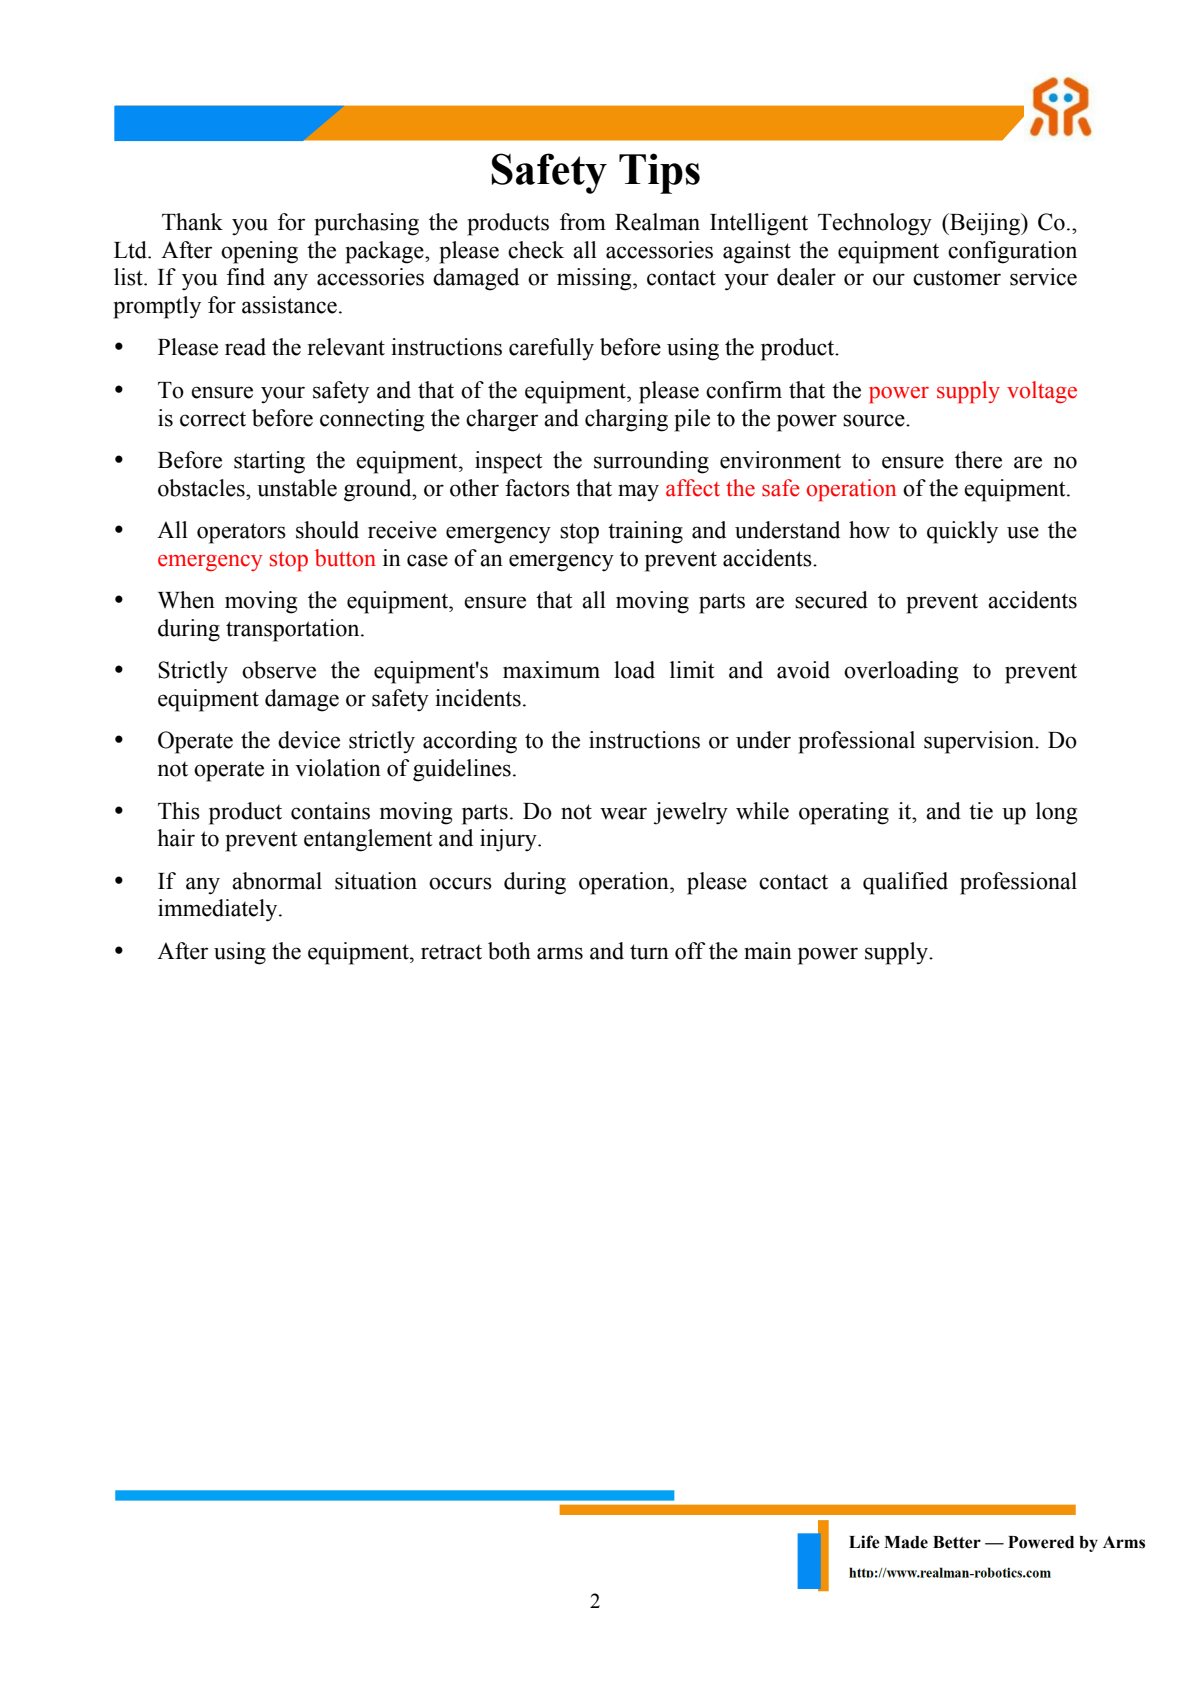 Safety Tips
Thank you for purchasing the products from Realman Intelligent Technology (Beijing) Co.,
Ltd. After opening the package, please check all accessories against the equipment configuration
list. If you find any accessories damaged or missing, contact your dealer or our customer service
promptly for assistance.
• Please read the relevant instructions carefully before using the product.
• To ensure your safety and that of the equipment, please confirm that the power supply voltage
is correct before connecting the charger and charging pile to the power source.
• Before starting the equipment, inspect the surrounding environment to ensure there are no
obstacles, unstable ground, or other factors that may affect the safe operation of the equipment.
• All operators should receive emergency stop training and understand how to quickly use the
emergency stop button in case of an emergency to prevent accidents.
• When moving the equipment, ensure that all moving parts are secured to prevent accidents
during transportation.
• Strictly observe the equipment's maximum load limit and avoid overloading to prevent
equipment damage or safety incidents.
• Operate the device strictly according to the instructions or under professional supervision. Do
not operate in violation of guidelines.
• This product contains moving parts. Do not wear jewelry while operating it, and tie up long
hair to prevent entanglement and injury.
• If any abnormal situation occurs during operation, please contact a qualified professional
immediately.
• After using the equipment, retract both arms and turn off the main power supply.
Life Made Better — Powered by Arms
http://www.realman-robotics.com
2